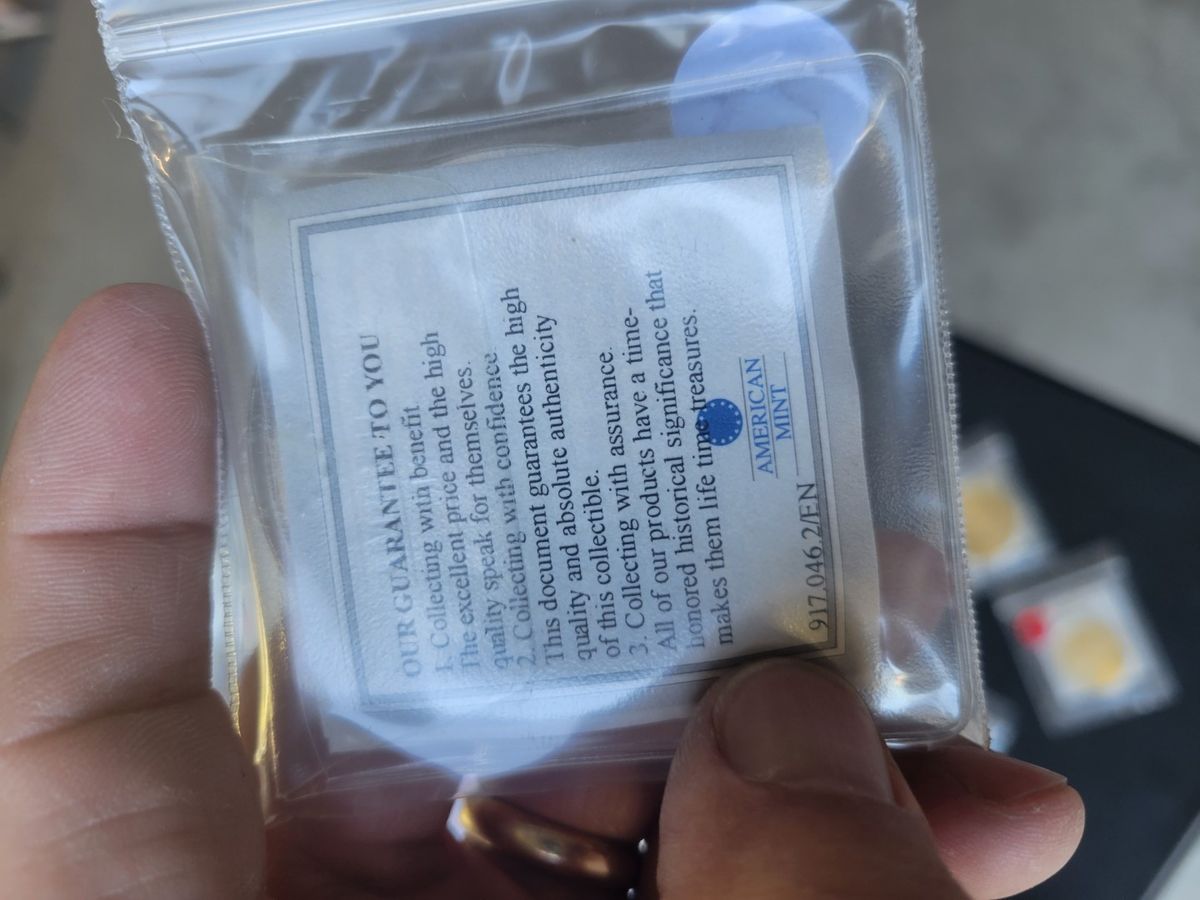 OUR GUARANTEE TO YOU
1. Collecting with benefit
The excellent price and the high
quality speak for themselves.
2. Collecting with confidence
This document guarantees the high
quality and absolute authenticity
of this collectible.
3. Collecting with assurance.
All of our products have a time-
honored historical significance that
makes them life time treasures.
AMERICAN
MINT
917.046.2/EN